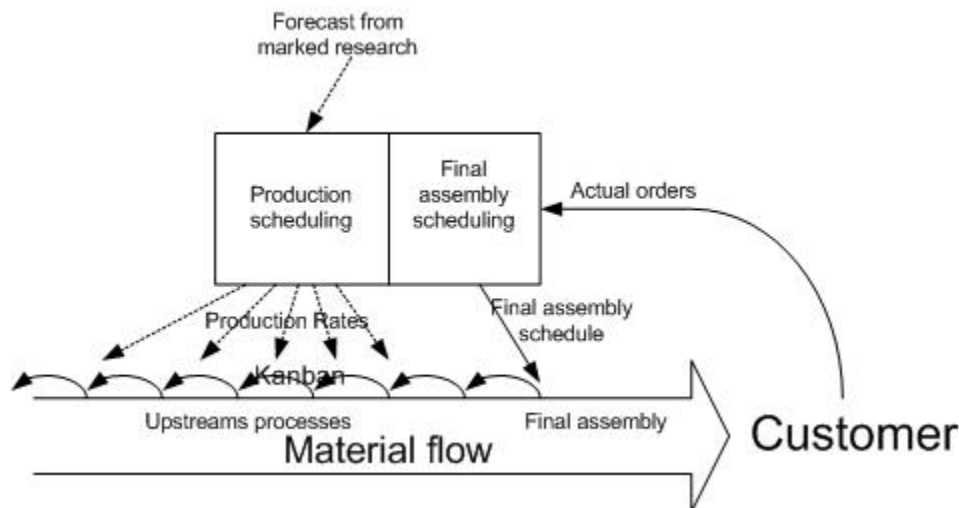 Forecast from
marked research
Production
scheduling
Final
assembly
scheduling
Actual orders
Production Rates
Final assembly
schedule
Kanban
Upstreams processes
Final assembly
Material flow
Customer